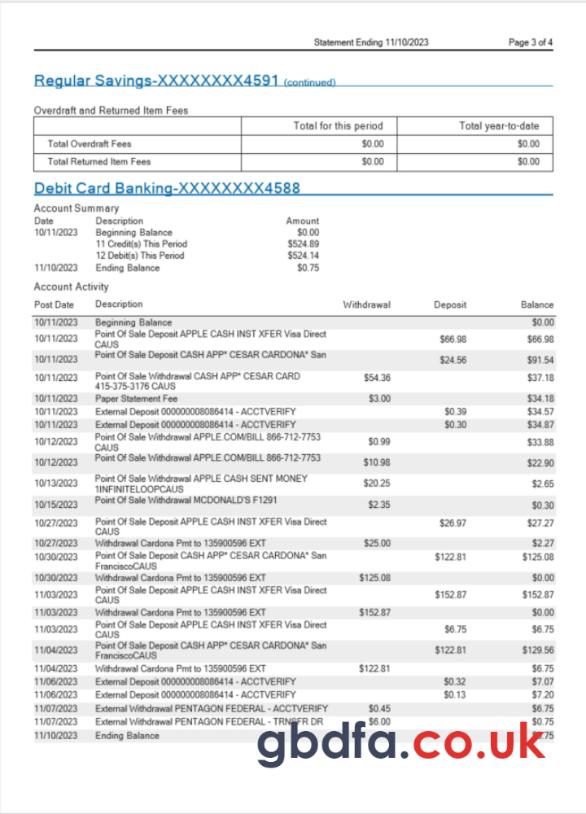 Statement Ending 11/10/2023 Page 3 of 4
Regular Savings-XXXXXXXX4591 (continued)
Overdraft and Returned Item Fees
Total for this period Total year-to-date
Total Overdraft Fees $0.00 $0.00
Total Returned Item Fees $0.00 $0.00
Debit Card Banking-XXXXXXXX4588
Account Summary
Date Description Amount
10/11/2023 Beginning Balance $0.00
11 Credit(s) This Period $524.89
12 Debit(s) This Period $524.14
11/10/2023 Ending Balance $0.75
Account Activity
Post Date Description Withdrawal Deposit Balance
10/11/2023 Beginning Balance $0.00
10/11/2023 Point Of Sale Deposit APPLE CASH INST XFER Visa Direct $66.98 $66.98
CAUS
10/11/2023 Point Of Sale Deposit CASH APP* CESAR CARDONA* San $24.56 $91.54
10/11/2023 Point Of Sale Withdrawal CASH APP* CESAR CARD $54.36 $37.18
415-375-3176 CAUS
10/11/2023 Paper Statement Fee $3.00 $34.18
10/11/2023 External Deposit 000000008086414 - ACCTVERIFY $0.39 $34.57
10/11/2023 External Deposit 000000008086414 - ACCTVERIFY $0.30 $34.87
10/12/2023 Point Of Sale Withdrawal APPLE.COM/BILL 866-712-7753 $0.99 $33.88
CAUS
10/12/2023 Point Of Sale Withdrawal APPLE.COM/BILL 866-712-7753 $10.98 $22.90
10/13/2023 Point Of Sale Withdrawal APPLE CASH SENT MONEY $20.25 $2.65
1INFINITELOOPCAUS
10/15/2023 Point Of Sale Withdrawal MCDONALD'S F1291 $2.35 $0.30
10/27/2023 Point Of Sale Deposit APPLE CASH INST XFER Visa Direct $26.97 $27.27
CAUS
10/27/2023 Withdrawal Cardona Pmt to 135900596 EXT $25.00 $2.27
10/30/2023 Point Of Sale Deposit CASH APP* CESAR CARDONA* San $122.81 $125.08
FranciscoCAUS
10/30/2023 Withdrawal Cardona Pmt to 135900596 EXT $125.08 $0.00
11/03/2023 Point Of Sale Deposit APPLE CASH INST XFER Visa Direct $152.87 $152.87
CAUS
11/03/2023 Withdrawal Cardona Pmt to 135900596 EXT $152.87 $0.00
11/03/2023 Point Of Sale Deposit APPLE CASH INST XFER Visa Direct $6.75 $6.75
CAUS
11/04/2023 Point Of Sale Deposit CASH APP* CESAR CARDONA* San $122.81 $129.56
FranciscoCAUS
11/04/2023 Withdrawal Cardona Pmt to 135900596 EXT $122.81 $6.75
11/06/2023 External Deposit 000000008086414 - ACCTVERIFY $0.32 $7.07
11/06/2023 External Deposit 000000008086414 - ACCTVERIFY $0.13 $7.20
11/07/2023 External Withdrawal PENTAGON FEDERAL - ACCTVERIFY $0.45 $6.75
11/07/2023 External Withdrawal PENTAGON FEDERAL - TRNSFR DR $6.00 $0.75
11/10/2023 Ending Balance
gbdfa.co.uk